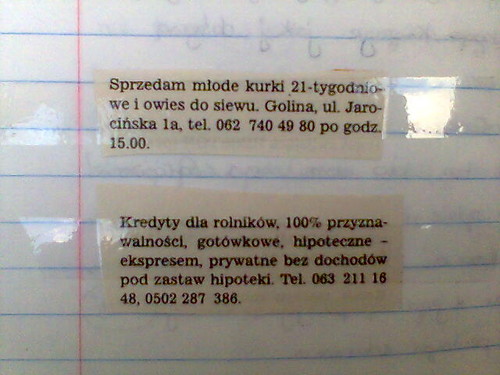 Sprzedam młode kurki 21-tygodnio-
we i owies do siewu. Golina, ul. Jaro-
cińska 1a, tel. 062 740 49 80 po godz.
15.00.
Kredyty dla rolników, 100% przyzna-
walności, gotówkowe, hipoteczne -
ekspresem, prywatne bez dochodów
pod zastaw hipoteki. Tel. 063 211 16
48, 0502 287 386.